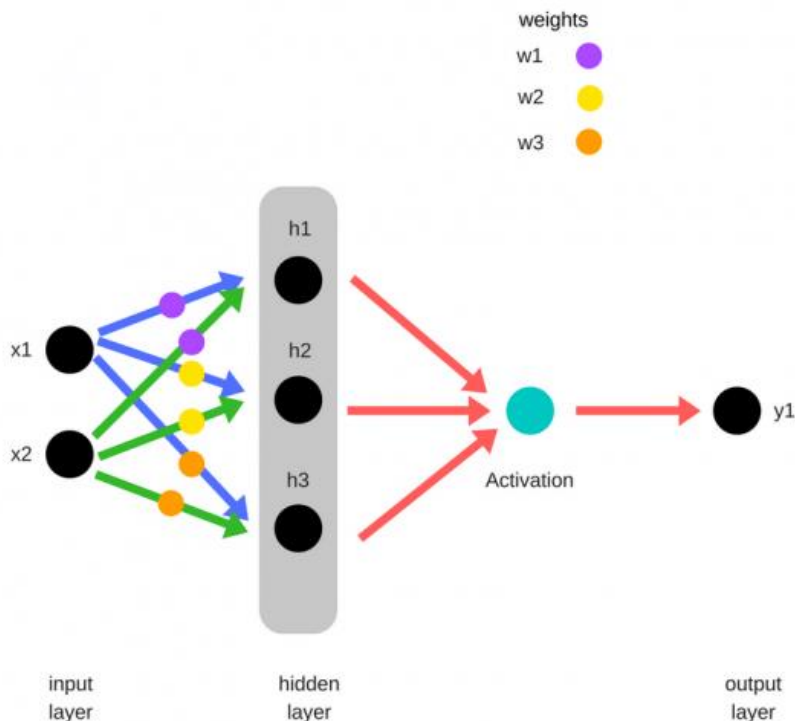 weights
w1
w2
w3
h1
x1
h2
x2
h3
y1
Activation
input
layer
hidden
layer
output
layer